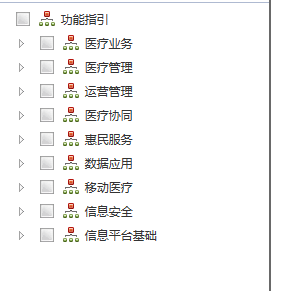 功能指引
医疗业务
医疗管理
运营管理
医疗协同
惠民服务
数据应用
移动医疗
信息安全
信息平台基础